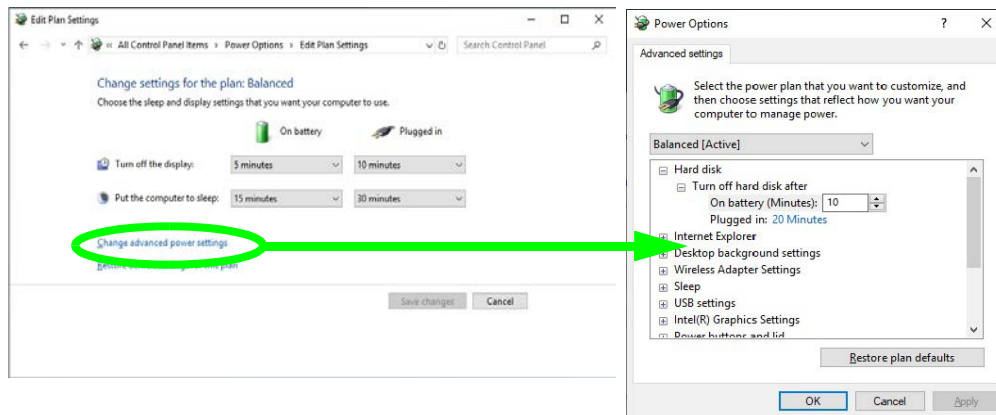 Edit Plan Settings
« All Control Panel Items › Power Options › Edit Plan Settings
Search Control Panel
Change settings for the plan: Balanced
Choose the sleep and display settings that you want your computer to use.
On battery
Plugged in
Turn off the display:
5 minutes
10 minutes
Put the computer to sleep:
15 minutes
30 minutes
Change advanced power settings
plan
Save changes
Cancel
Power Options
?
Advanced settings
Select the power plan that you want to customize, and
then choose settings that reflect how you want your
computer to manage power.
Balanced [Active]
Hard disk
Turn off hard disk after
On battery (Minutes): 10
Plugged in: 20 Minutes
Internet Explorer
Desktop background settings
Wireless Adapter Settings
Sleep
USB settings
Intel(R) Graphics Settings
Power buttons and lid
Restore plan defaults
OK
Cancel
Apply